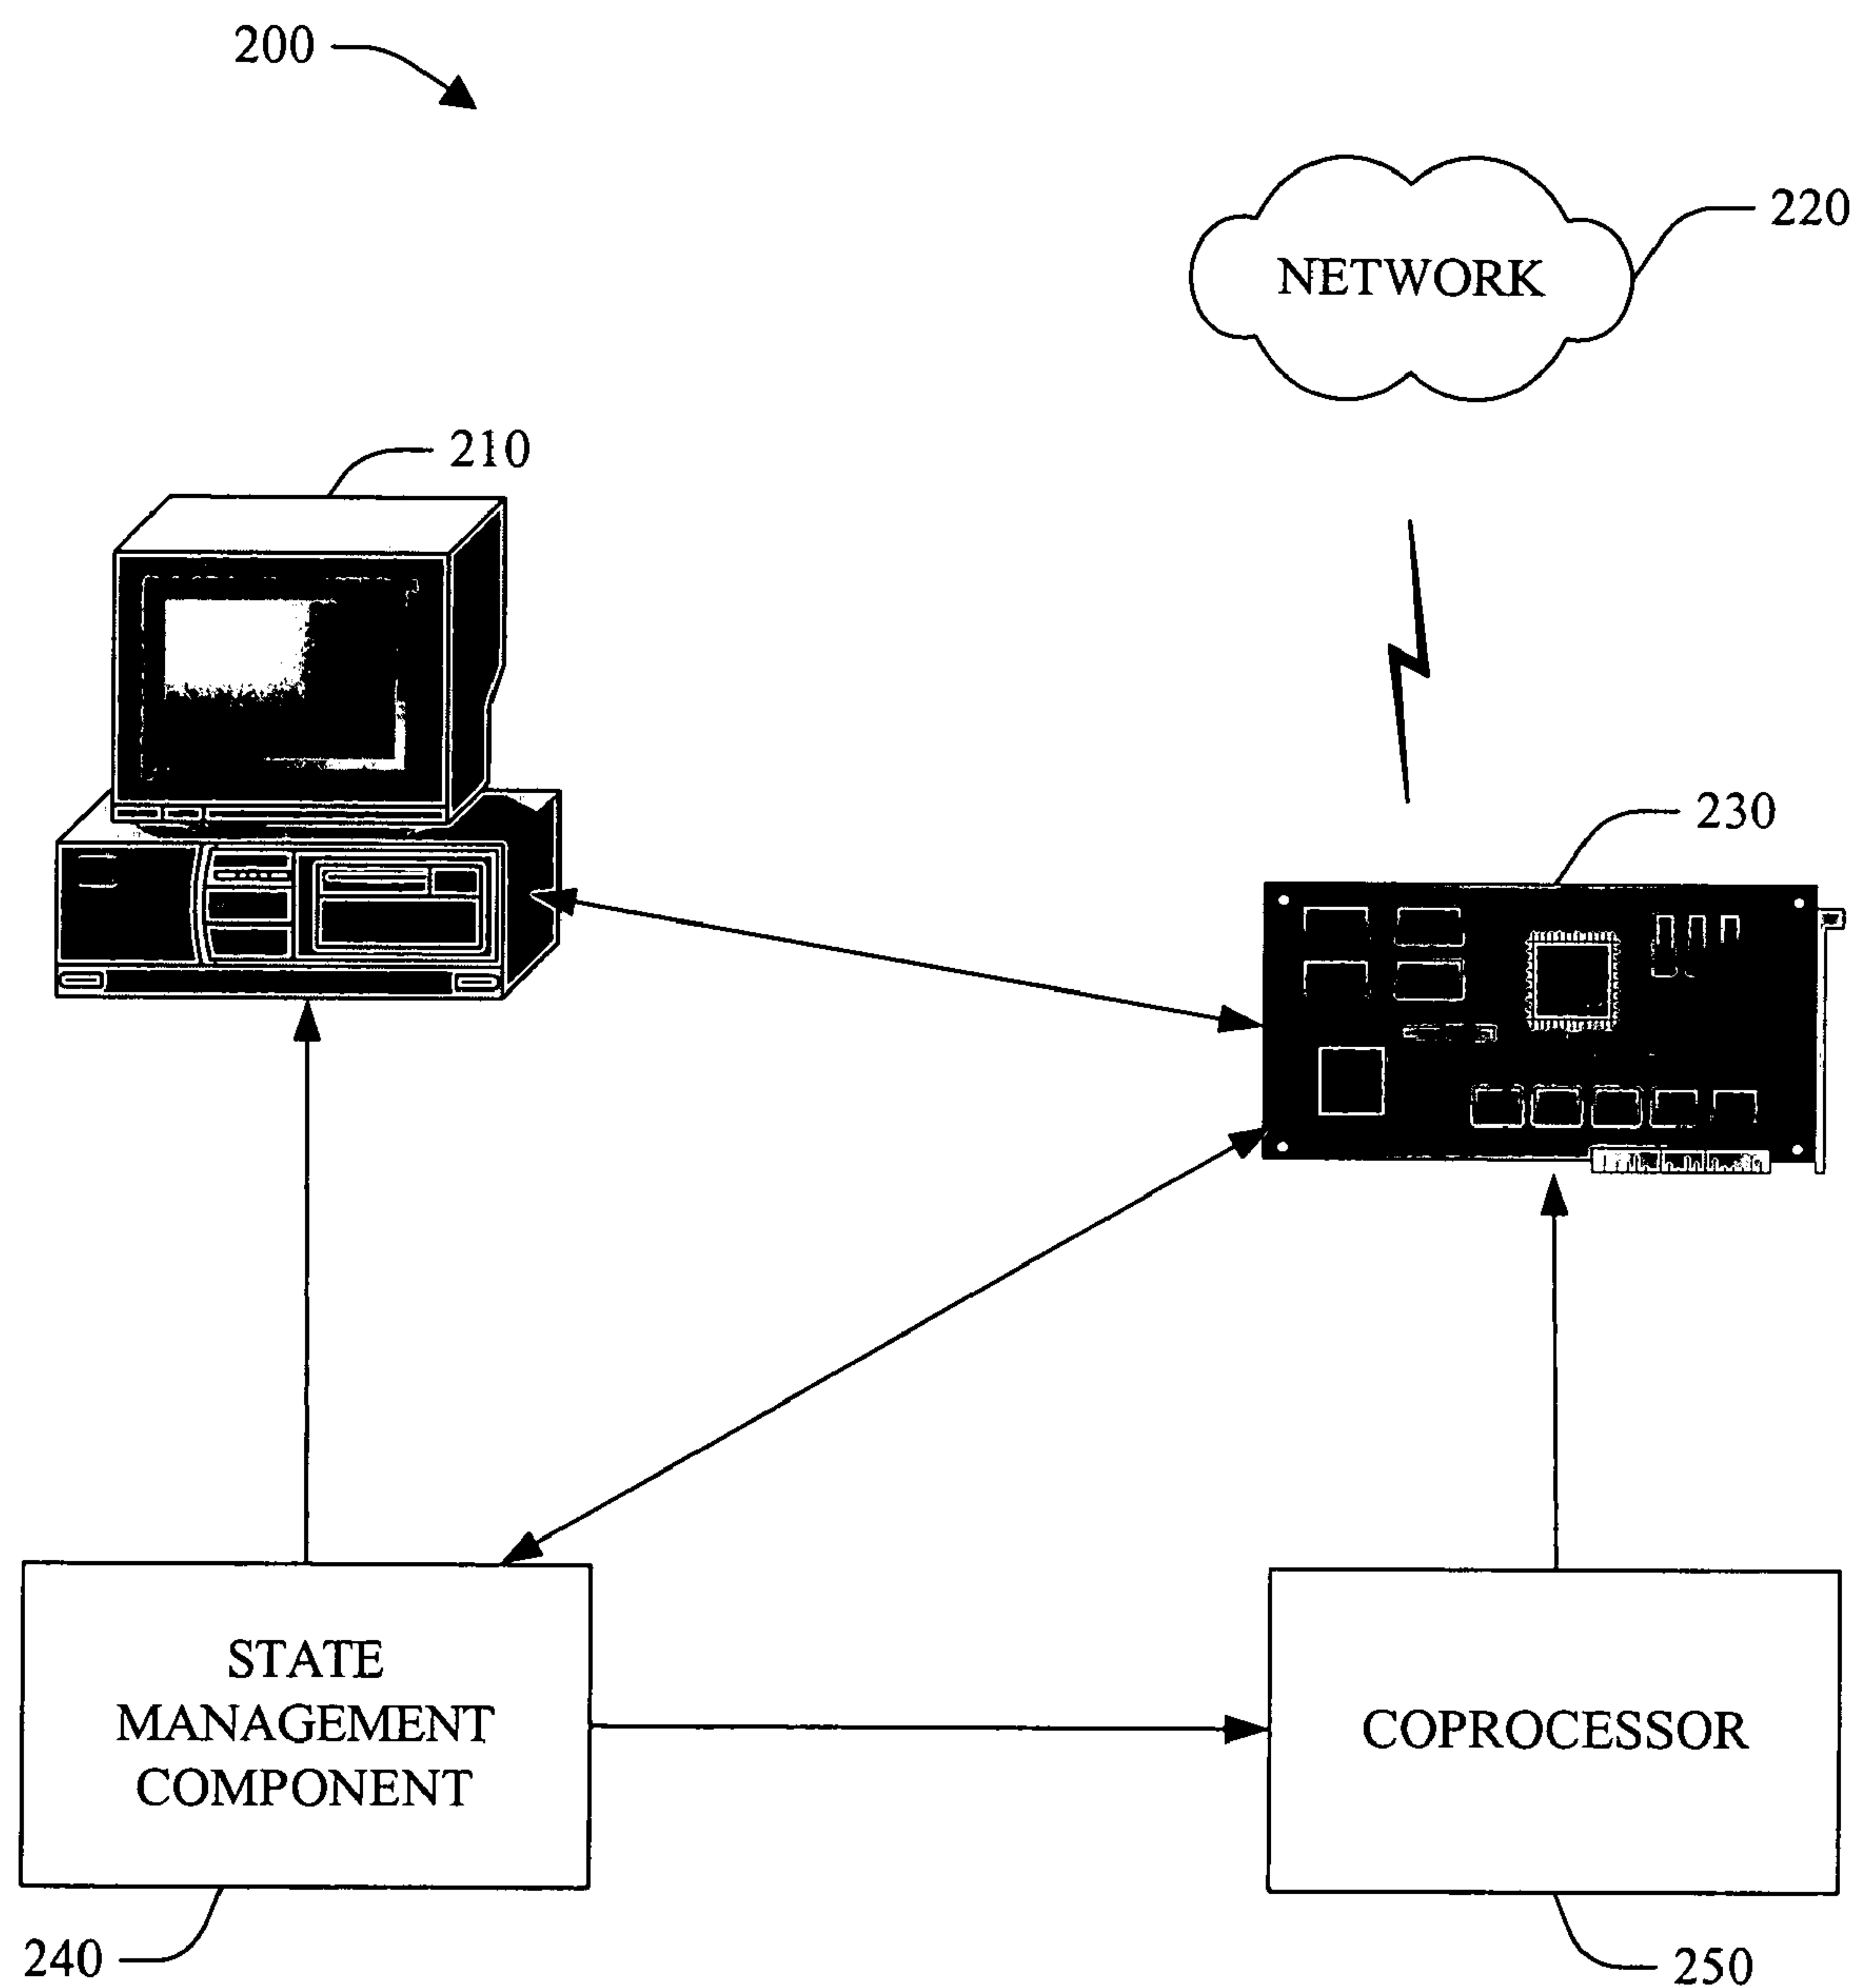 200
220
NETWORK
210
230
STATE
MANAGEMENT
COMPONENT
COPROCESSOR
240
250